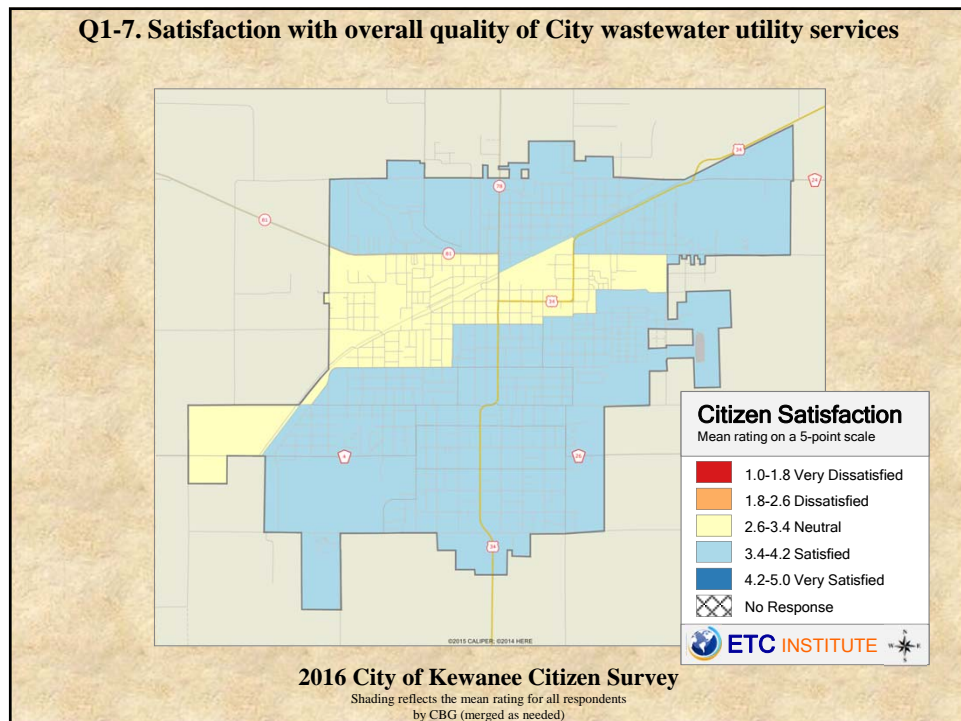 Q1-7. Satisfaction with overall quality of City wastewater utility services
34
24
78
81
81
34
4
26
34
Citizen Satisfaction
Mean rating on a 5-point scale
1.0-1.8 Very Dissatisfied
1.8-2.6 Dissatisfied
2.6-3.4 Neutral
3.4-4.2 Satisfied
4.2-5.0 Very Satisfied
No Response
©2015 CALIPER; ©2014 HERE
ETC INSTITUTE
N
W
E
S
2016 City of Kewanee Citizen Survey
Shading reflects the mean rating for all respondents
by CBG (merged as needed)